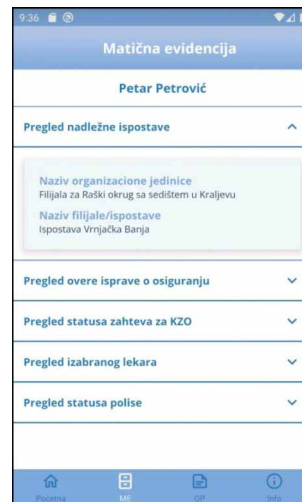 9:36
Matična evidencija
Petar Petrović
Pregled nadležne ispostave
Naziv organizacione jedinice
Filijala za Raški okrug sa sedištem u Kraljevu
Naziv filijale/ispostave
Ispostava Vrnjačka Banja
Pregled overe isprave o osiguranju
Pregled statusa zahteva za KZO
Pregled izabranog lekara
Pregled statusa polise
Početna ME OP Info